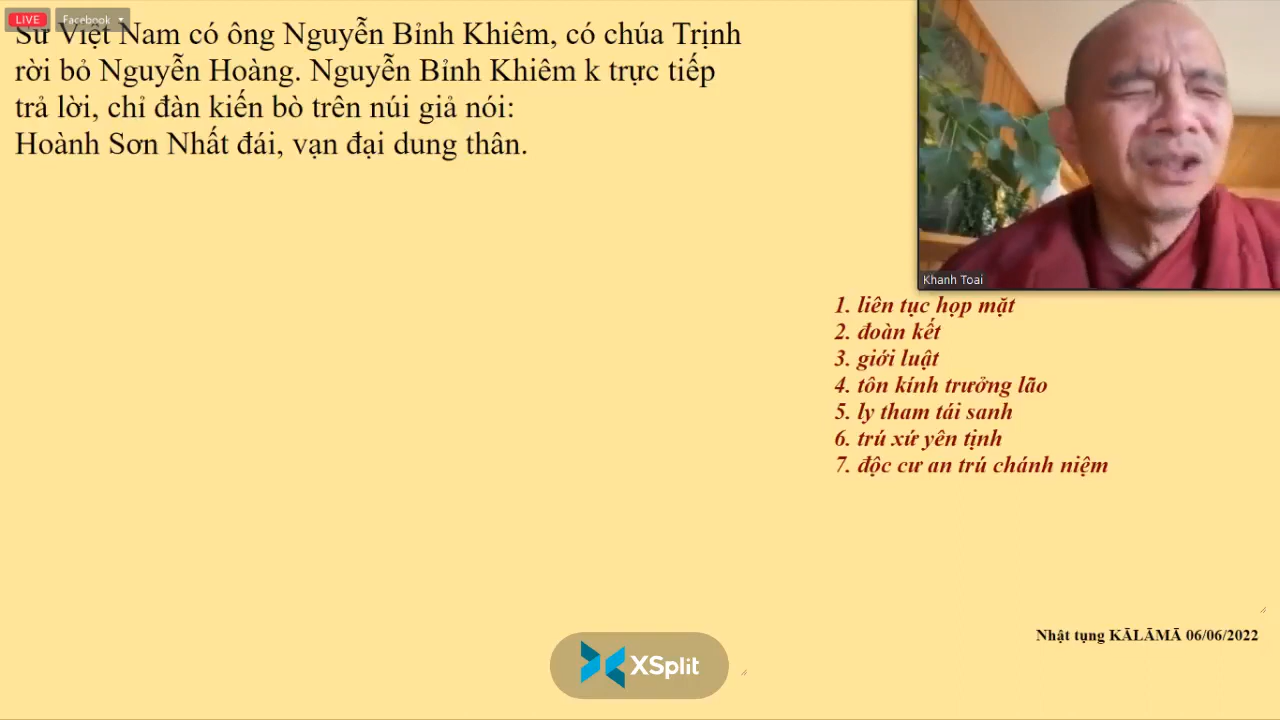 LIVE
Facebook
Sử Việt Nam có ông Nguyễn Bỉnh Khiêm, có chúa Trịnh
rời bỏ Nguyễn Hoàng. Nguyễn Bỉnh Khiêm k trực tiếp
trả lời, chỉ đàn kiến bò trên núi giả nói:
Hoành Sơn Nhất đái, vạn đại dung thân.
Khanh Toai
1. liên tục họp mặt
2. đoàn kết
3. giới luật
4. tôn kính trưởng lão
5. ly tham tái sanh
6. trú xứ yên tịnh
7. độc cư an trú chánh niệm
Nhật tụng KĀLĀMĀ 06/06/2022
XSplit